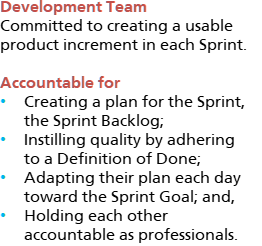 Development Team
Committed to creating a usable
product increment in each Sprint.
Accountable for
• Creating a plan for the Sprint,
the Sprint Backlog;
• Instilling quality by adhering
to a Definition of Done;
• Adapting their plan each day
toward the Sprint Goal; and,
• Holding each other
accountable as professionals.